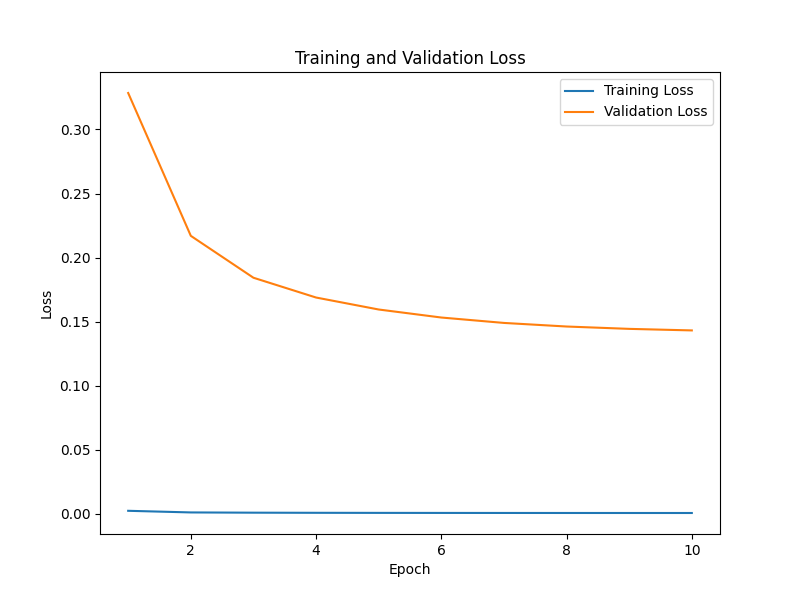 Training and Validation Loss
Training Loss
Validation Loss
0.30
0.25
0.20
0.15
0.10
0.05
0.00
Loss
2 4 6 8 10
Epoch